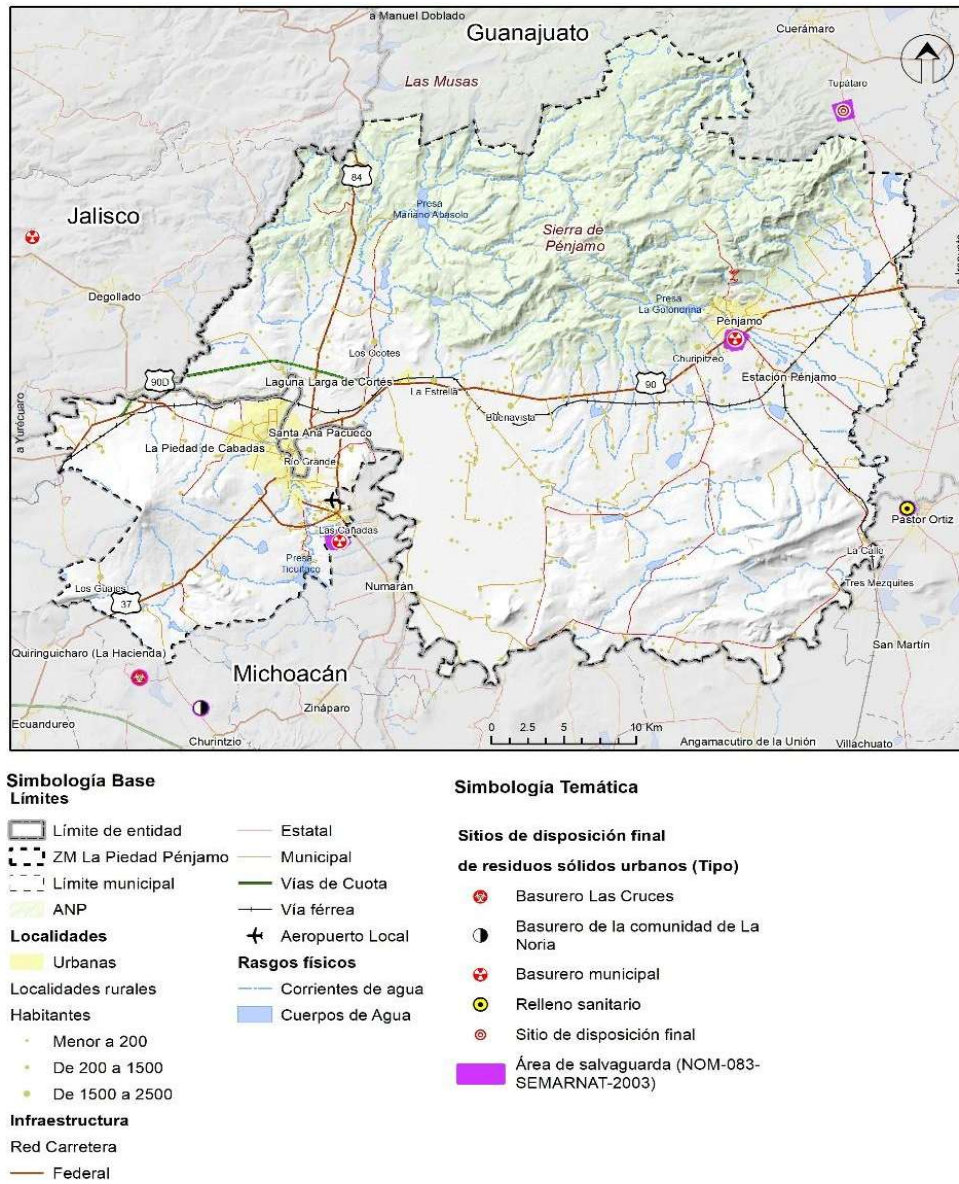 a Manuel Doblado
Guanajuato
Cuerámaro
Las Musas
Tupátaro
84
Jalisco
Presa
Mariano Abasolo
Sierra de
Pénjamo
a Irapuato
Degollado
Presa
La Golondrina
Pénjamo
Los Ocotes
Churipitzeo
90D
Laguna Larga de Cortés
90
Estación Pénjamo
La Estrella
a Yurécuaro
Buenavista
Santa Ana Pacueco
La Piedad de Cabadas
Río Grande
Pastor Ortiz
Las Cañadas
La Calle
Presa
Ticuitaco
Los Guajes
Numarán
Tres Mezquites
37
San Martín
Quiringuicharo (La Hacienda)
Michoacán
Zináparo
Ecuandureo
0 2.5 5 10 Km
Churintzio
Angamacutiro de la Unión
Villachuato
Simbología Base
Límites
Límite de entidad
ZM La Piedad Pénjamo
Límite municipal
ANP
Localidades
Urbanas
Localidades rurales
Habitantes
Menor a 200
De 200 a 1500
De 1500 a 2500
Infraestructura
Red Carretera
Federal
Estatal
Municipal
Vías de Cuota
Vía férrea
Aeropuerto Local
Rasgos físicos
Corrientes de agua
Cuerpos de Agua
Simbología Temática
Sitios de disposición final
de residuos sólidos urbanos (Tipo)
Basurero Las Cruces
Basurero de la comunidad de La
Noria
Basurero municipal
Relleno sanitario
Sitio de disposición final
Área de salvaguarda (NOM-083-
SEMARNAT-2003)